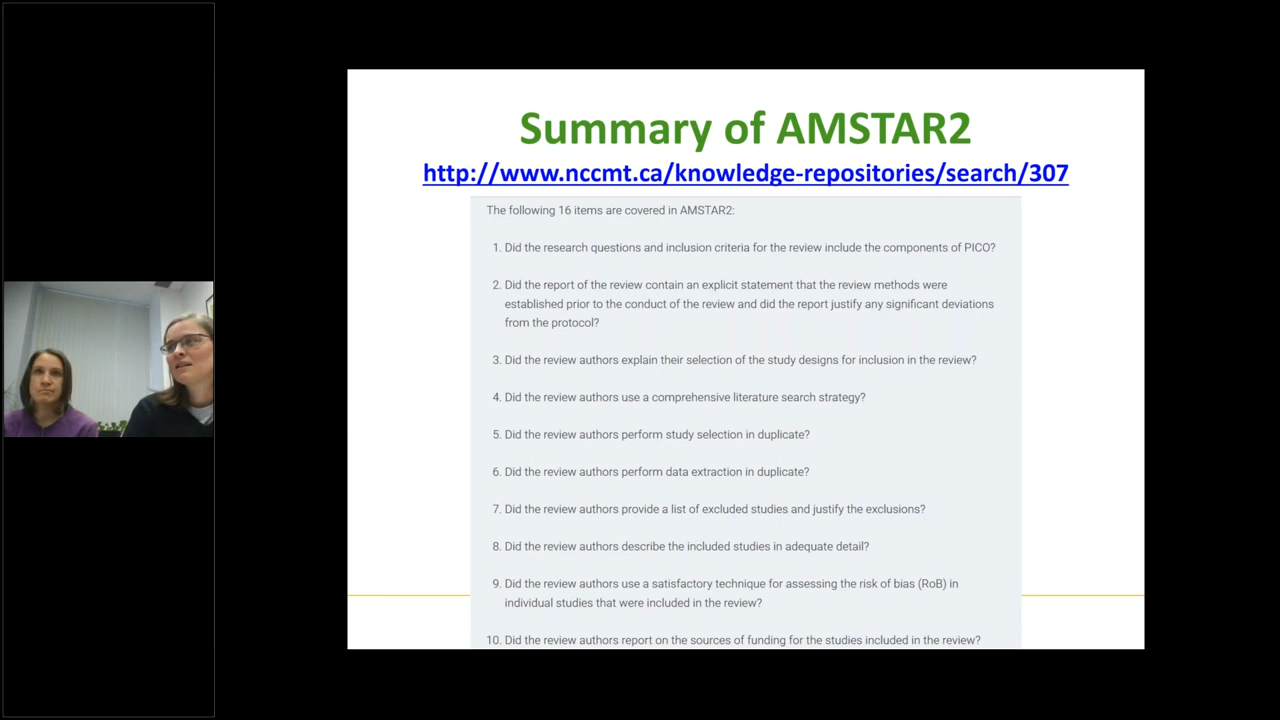 Summary of AMSTAR2
http://www.nccmt.ca/knowledge-repositories/search/307
The following 16 items are covered in AMSTAR2:
1. Did the research questions and inclusion criteria for the review include the components of PICO?
2. Did the report of the review contain an explicit statement that the review methods were
established prior to the conduct of the review and did the report justify any significant deviations
from the protocol?
3. Did the review authors explain their selection of the study designs for inclusion in the review?
4. Did the review authors use a comprehensive literature search strategy?
5. Did the review authors perform study selection in duplicate?
6. Did the review authors perform data extraction in duplicate?
7. Did the review authors provide a list of excluded studies and justify the exclusions?
8. Did the review authors describe the included studies in adequate detail?
9. Did the review authors use a satisfactory technique for assessing the risk of bias (RoB) in
individual studies that were included in the review?
10. Did the review authors report on the sources of funding for the studies included in the review?